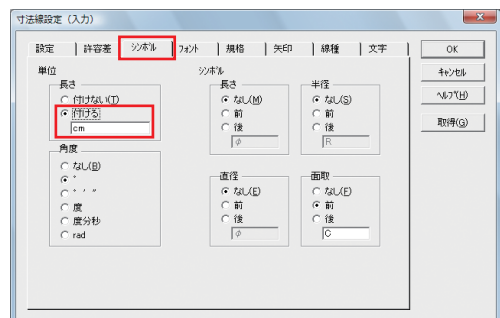 寸法線設定（入力）
設定 許容差 シンボル フォント 規格 矢印 線種 文字
OK
キャンセル
ヘルプ(H)
取得(G)
単位
長さ
付けない(T)
付ける
cm
角度
なし(B)
°
° ′ ″
度
度分秒
rad
シンボル
長さ
なし(M)
前
後
φ
半径
なし(S)
前
後
R
直径
なし(E)
前
後
φ
面取
なし(F)
前
後
C